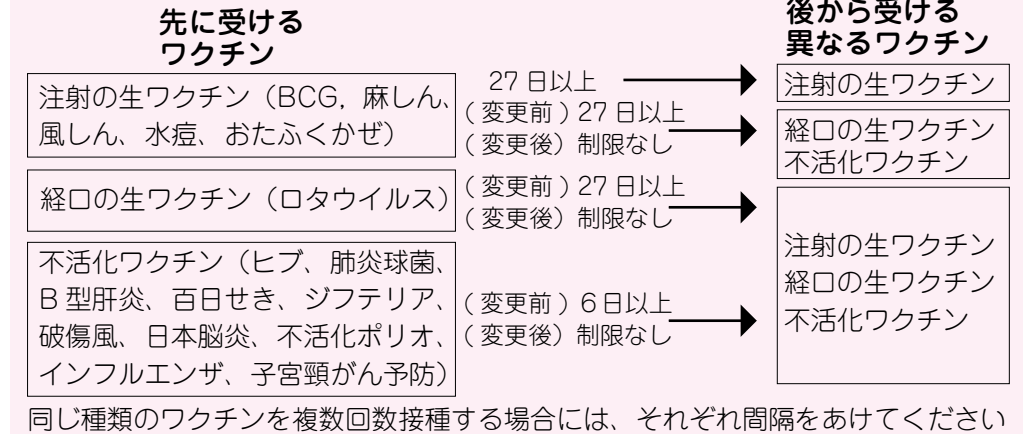 先に受ける
ワクチン
後から受ける
異なるワクチン
注射の生ワクチン（BCG，麻しん、
風しん、水痘、おたふくかぜ）
27 日以上
(変更前) 27 日以上
(変更後) 制限なし
注射の生ワクチン
経口の生ワクチン
不活化ワクチン
経口の生ワクチン（ロタウイルス）
(変更前) 27 日以上
(変更後) 制限なし
不活化ワクチン（ヒブ、肺炎球菌、
B 型肝炎、百日せき、ジフテリア、
破傷風、日本脳炎、不活化ポリオ、
インフルエンザ、子宮頸がん予防）
(変更前) 6日以上
(変更後) 制限なし
注射の生ワクチン
経口の生ワクチン
不活化ワクチン
同じ種類のワクチンを複数回数接種する場合には、それぞれ間隔をあけてください